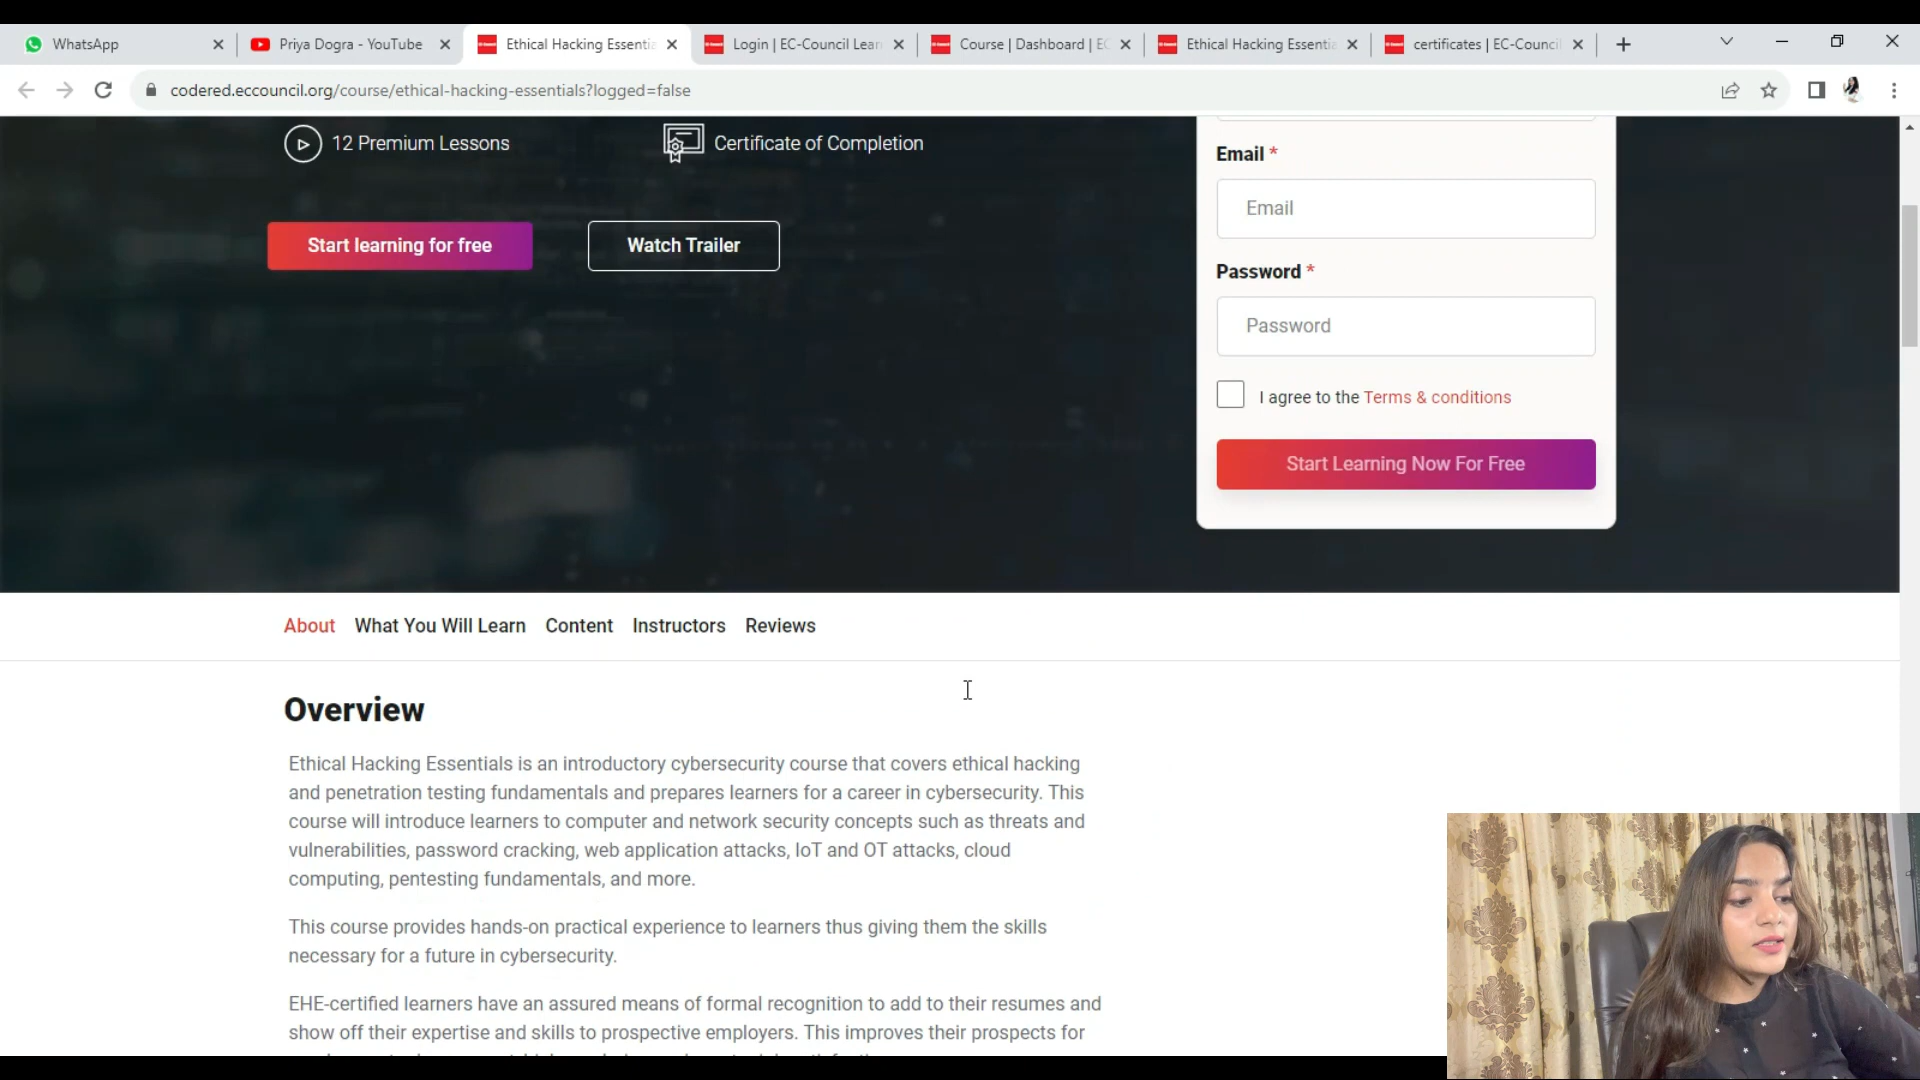 WhatsApp
Priya Dogra - YouTube
Ethical Hacking Essentia
Login | EC-Council Lear
Course | Dashboard | EC
Ethical Hacking Essentia
certificates | EC-Council
codered.eccouncil.org/course/ethical-hacking-essentials?logged=false
12 Premium Lessons
Certificate of Completion
Start learning for free
Watch Trailer
Email *
Email
Password *
Password
I agree to the Terms & conditions
Start Learning Now For Free
About What You Will Learn Content Instructors Reviews
Overview
Ethical Hacking Essentials is an introductory cybersecurity course that covers ethical hacking
and penetration testing fundamentals and prepares learners for a career in cybersecurity. This
course will introduce learners to computer and network security concepts such as threats and
vulnerabilities, password cracking, web application attacks, IoT and OT attacks, cloud
computing, pentesting fundamentals, and more.
This course provides hands-on practical experience to learners thus giving them the skills
necessary for a future in cybersecurity.
EHE-certified learners have an assured means of formal recognition to add to their resumes and
show off their expertise and skills to prospective employers. This improves their prospects for